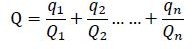 Q = q₁/Q₁ + q₂/Q₂ … … + qₙ/Qₙ